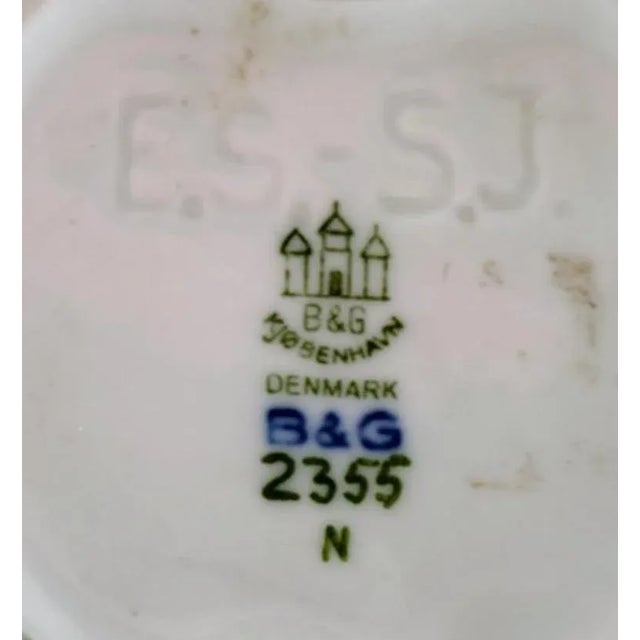 E.S.-S.J.
B&G
KJØBENHAVN
DENMARK
B&G
2355
N